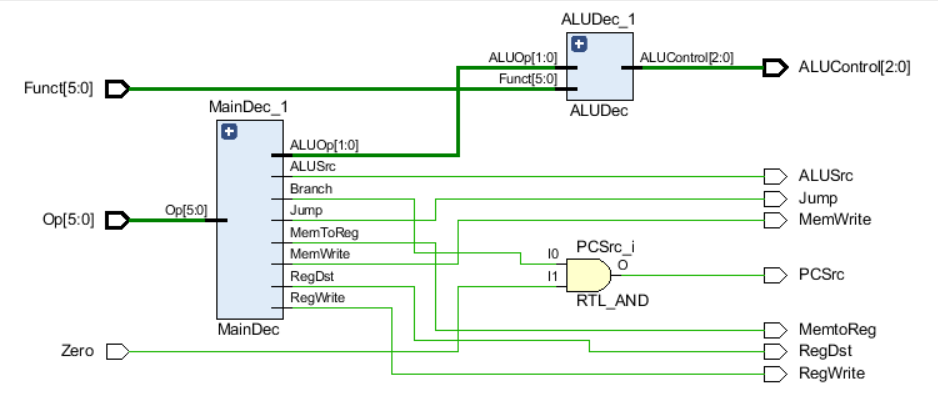 ALUDec_1
ALUOp[1:0]
ALUControl[2:0]
ALUControl[2:0]
Funct[5:0]
Funct[5:0]
ALUDec
MainDec_1
ALUOp[1:0]
ALUSrc
ALUSrc
Branch
Jump
Jump
Op[5:0]
Op[5:0]
MemWrite
MemToReg
MemWrite
PCSrc_i
I0
O
I1
PCSrc
RegDst
RegWrite
RTL_AND
MainDec
MemtoReg
Zero
RegDst
RegWrite